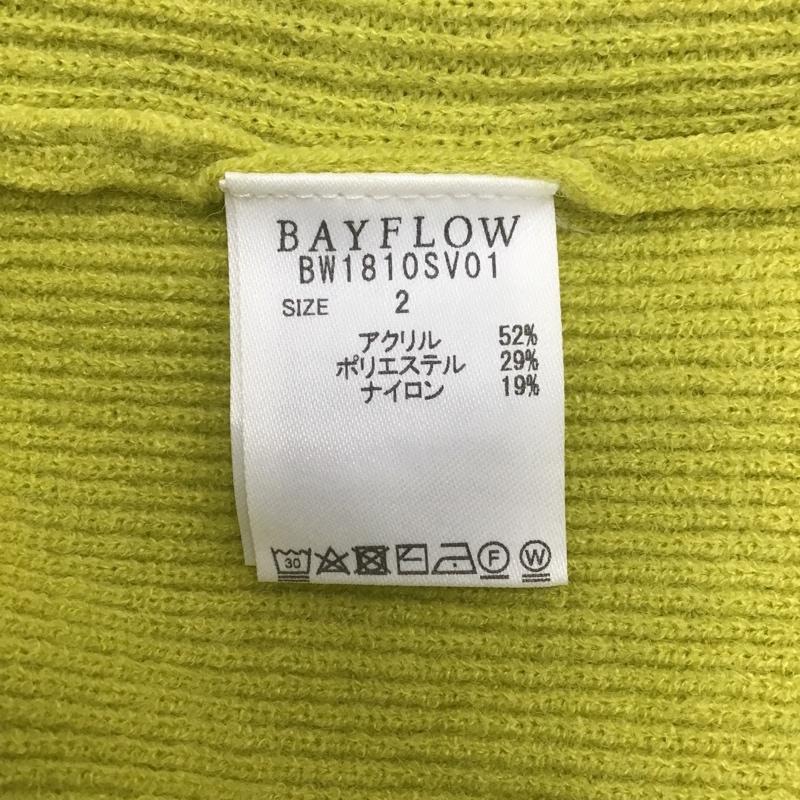 BAYFLOW
BW1810SV01
SIZE 2
アクリル 52%
ポリエステル 29%
ナイロン 19%
30 F W